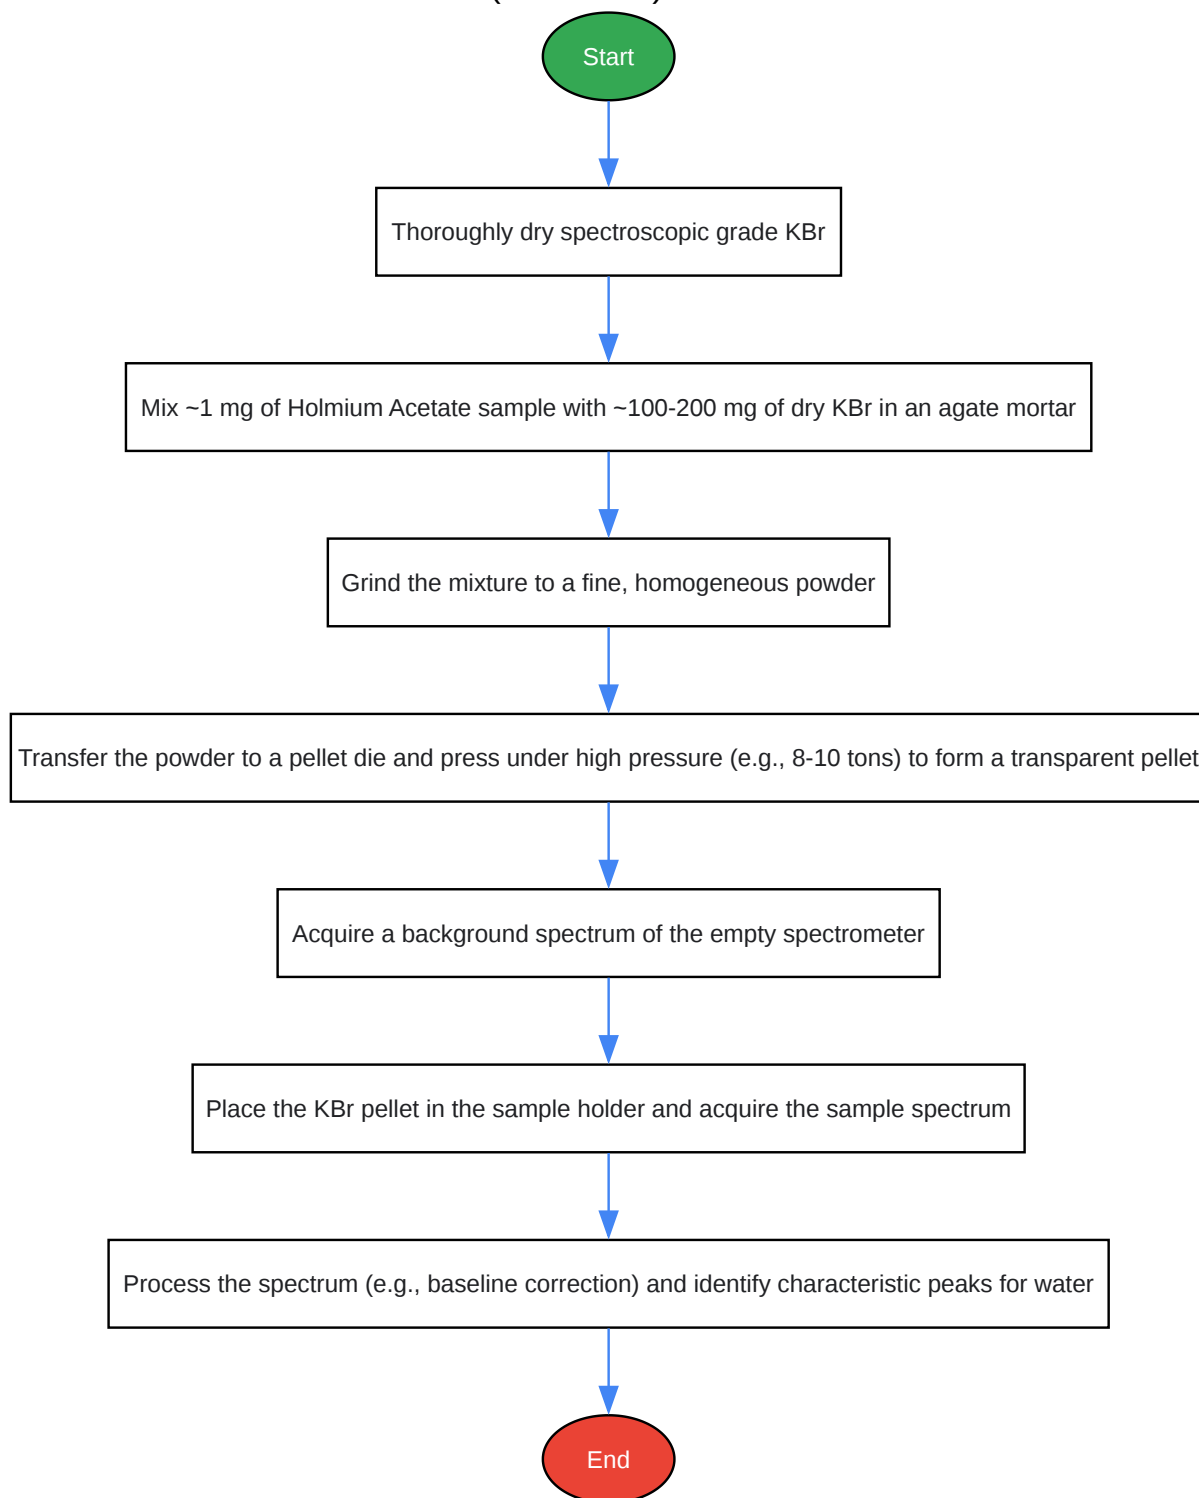 Start
Thoroughly dry spectroscopic grade KBr
Mix ~1 mg of Holmium Acetate sample with ~100-200 mg of dry KBr in an agate mortar
Grind the mixture to a fine, homogeneous powder
Transfer the powder to a pellet die and press under high pressure (e.g., 8-10 tons) to form a transparent pellet
Acquire a background spectrum of the empty spectrometer
Place the KBr pellet in the sample holder and acquire the sample spectrum
Process the spectrum (e.g., baseline correction) and identify characteristic peaks for water
End